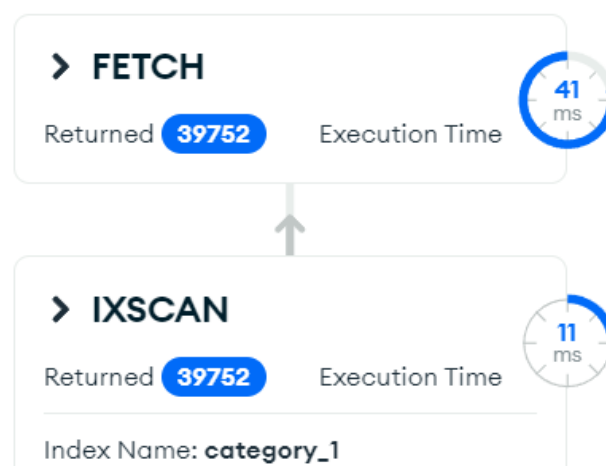 FETCH
41
ms
Returned 39752 Execution Time
IXSCAN
11
ms
Returned 39752 Execution Time
Index Name: category_1